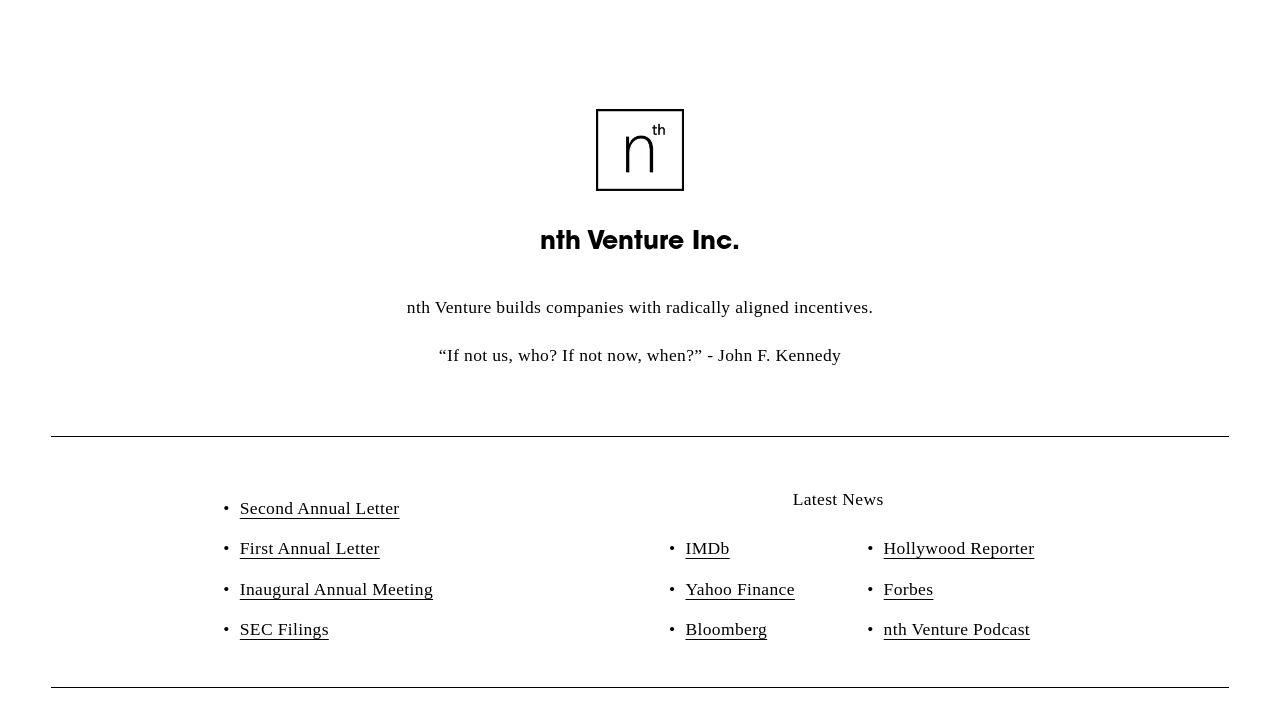 nth
nth Venture Inc.
nth Venture builds companies with radically aligned incentives.
“If not us, who? If not now, when?” - John F. Kennedy
• Second Annual Letter
• First Annual Letter
• Inaugural Annual Meeting
• SEC Filings
Latest News
• IMDb
• Yahoo Finance
• Bloomberg
• Hollywood Reporter
• Forbes
• nth Venture Podcast